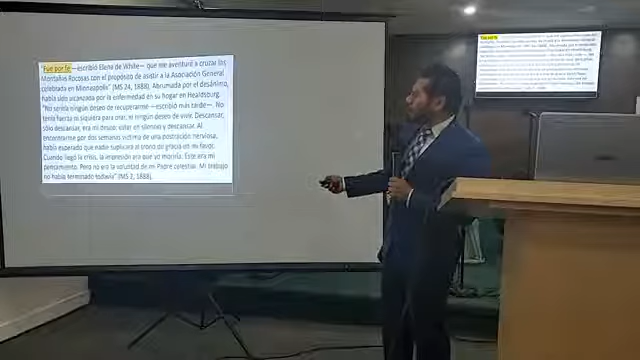 Fue por fe —escribió Elena de White— que me aventuré a cruzar las
Montañas Rocosas con el propósito de asistir a la Asociación General
celebrada en Minneapolis" (MS 24, 1888). Abrumada por el desánimo,
había sido alcanzada por la enfermedad en su hogar en Healdsburg.
"No sentía ningún deseo de recuperarme —escribió más tarde—. No
tenía fuerza ni siquiera para orar, ni ningún deseo de vivir. Descansar,
sólo descansar, era mi deseo; estar en silencio y descansar. Al
encontrarme por dos semanas víctima de una postración nerviosa,
había esperado que nadie suplicara al trono de gracia en mi favor.
Cuando llegó la crisis, la impresión era que yo moriría. Este era mi
pensamiento. Pero no era la voluntad de mi Padre celestial. Mi trabajo
no había terminado todavía" (MS 2, 1888).